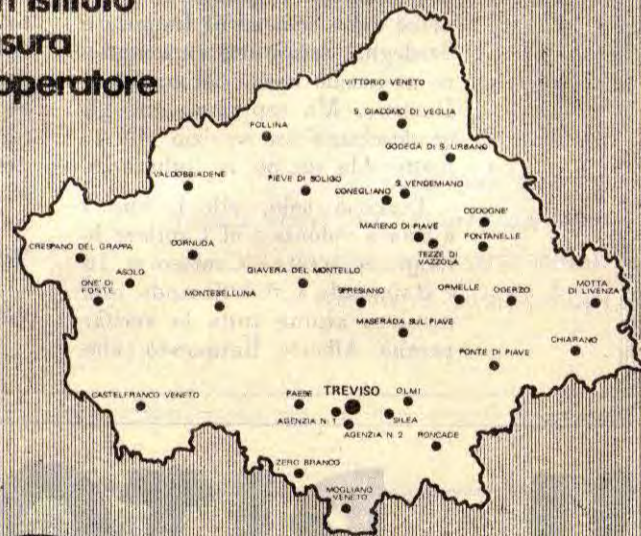 Istituto
sura
operatore
VITTORIO VENETO
S. GIACOMO DI VEGLIA
FOLLINA
GODEGA DI S. URBANO
VALDOBBIADENE
PIEVE DI SOLIGO
CONEGLIANO
S. VENDEMIANO
CODOGNE'
MARENO DI PIAVE
FONTANELLE
TEZZE DI
VAZZOLA
CRESPANO DEL GRAPPA
CORNUDA
ASOLO
ONE' DI
FONTE
GIAVERA DEL MONTELLO
MONTEBELLUNA
SPRESIANO
ORMELLE
ODERZO
MOTTA
DI LIVENZA
MASERADA SUL PIAVE
CHIARANO
PONTE DI PIAVE
CASTELFRANCO VENETO
PAESE
TREVISO
OLMI
AGENZIA N. 1
SILEA
AGENZIA N. 2
RONCADE
ZERO BRANCO
MOGLIANO
VENETO